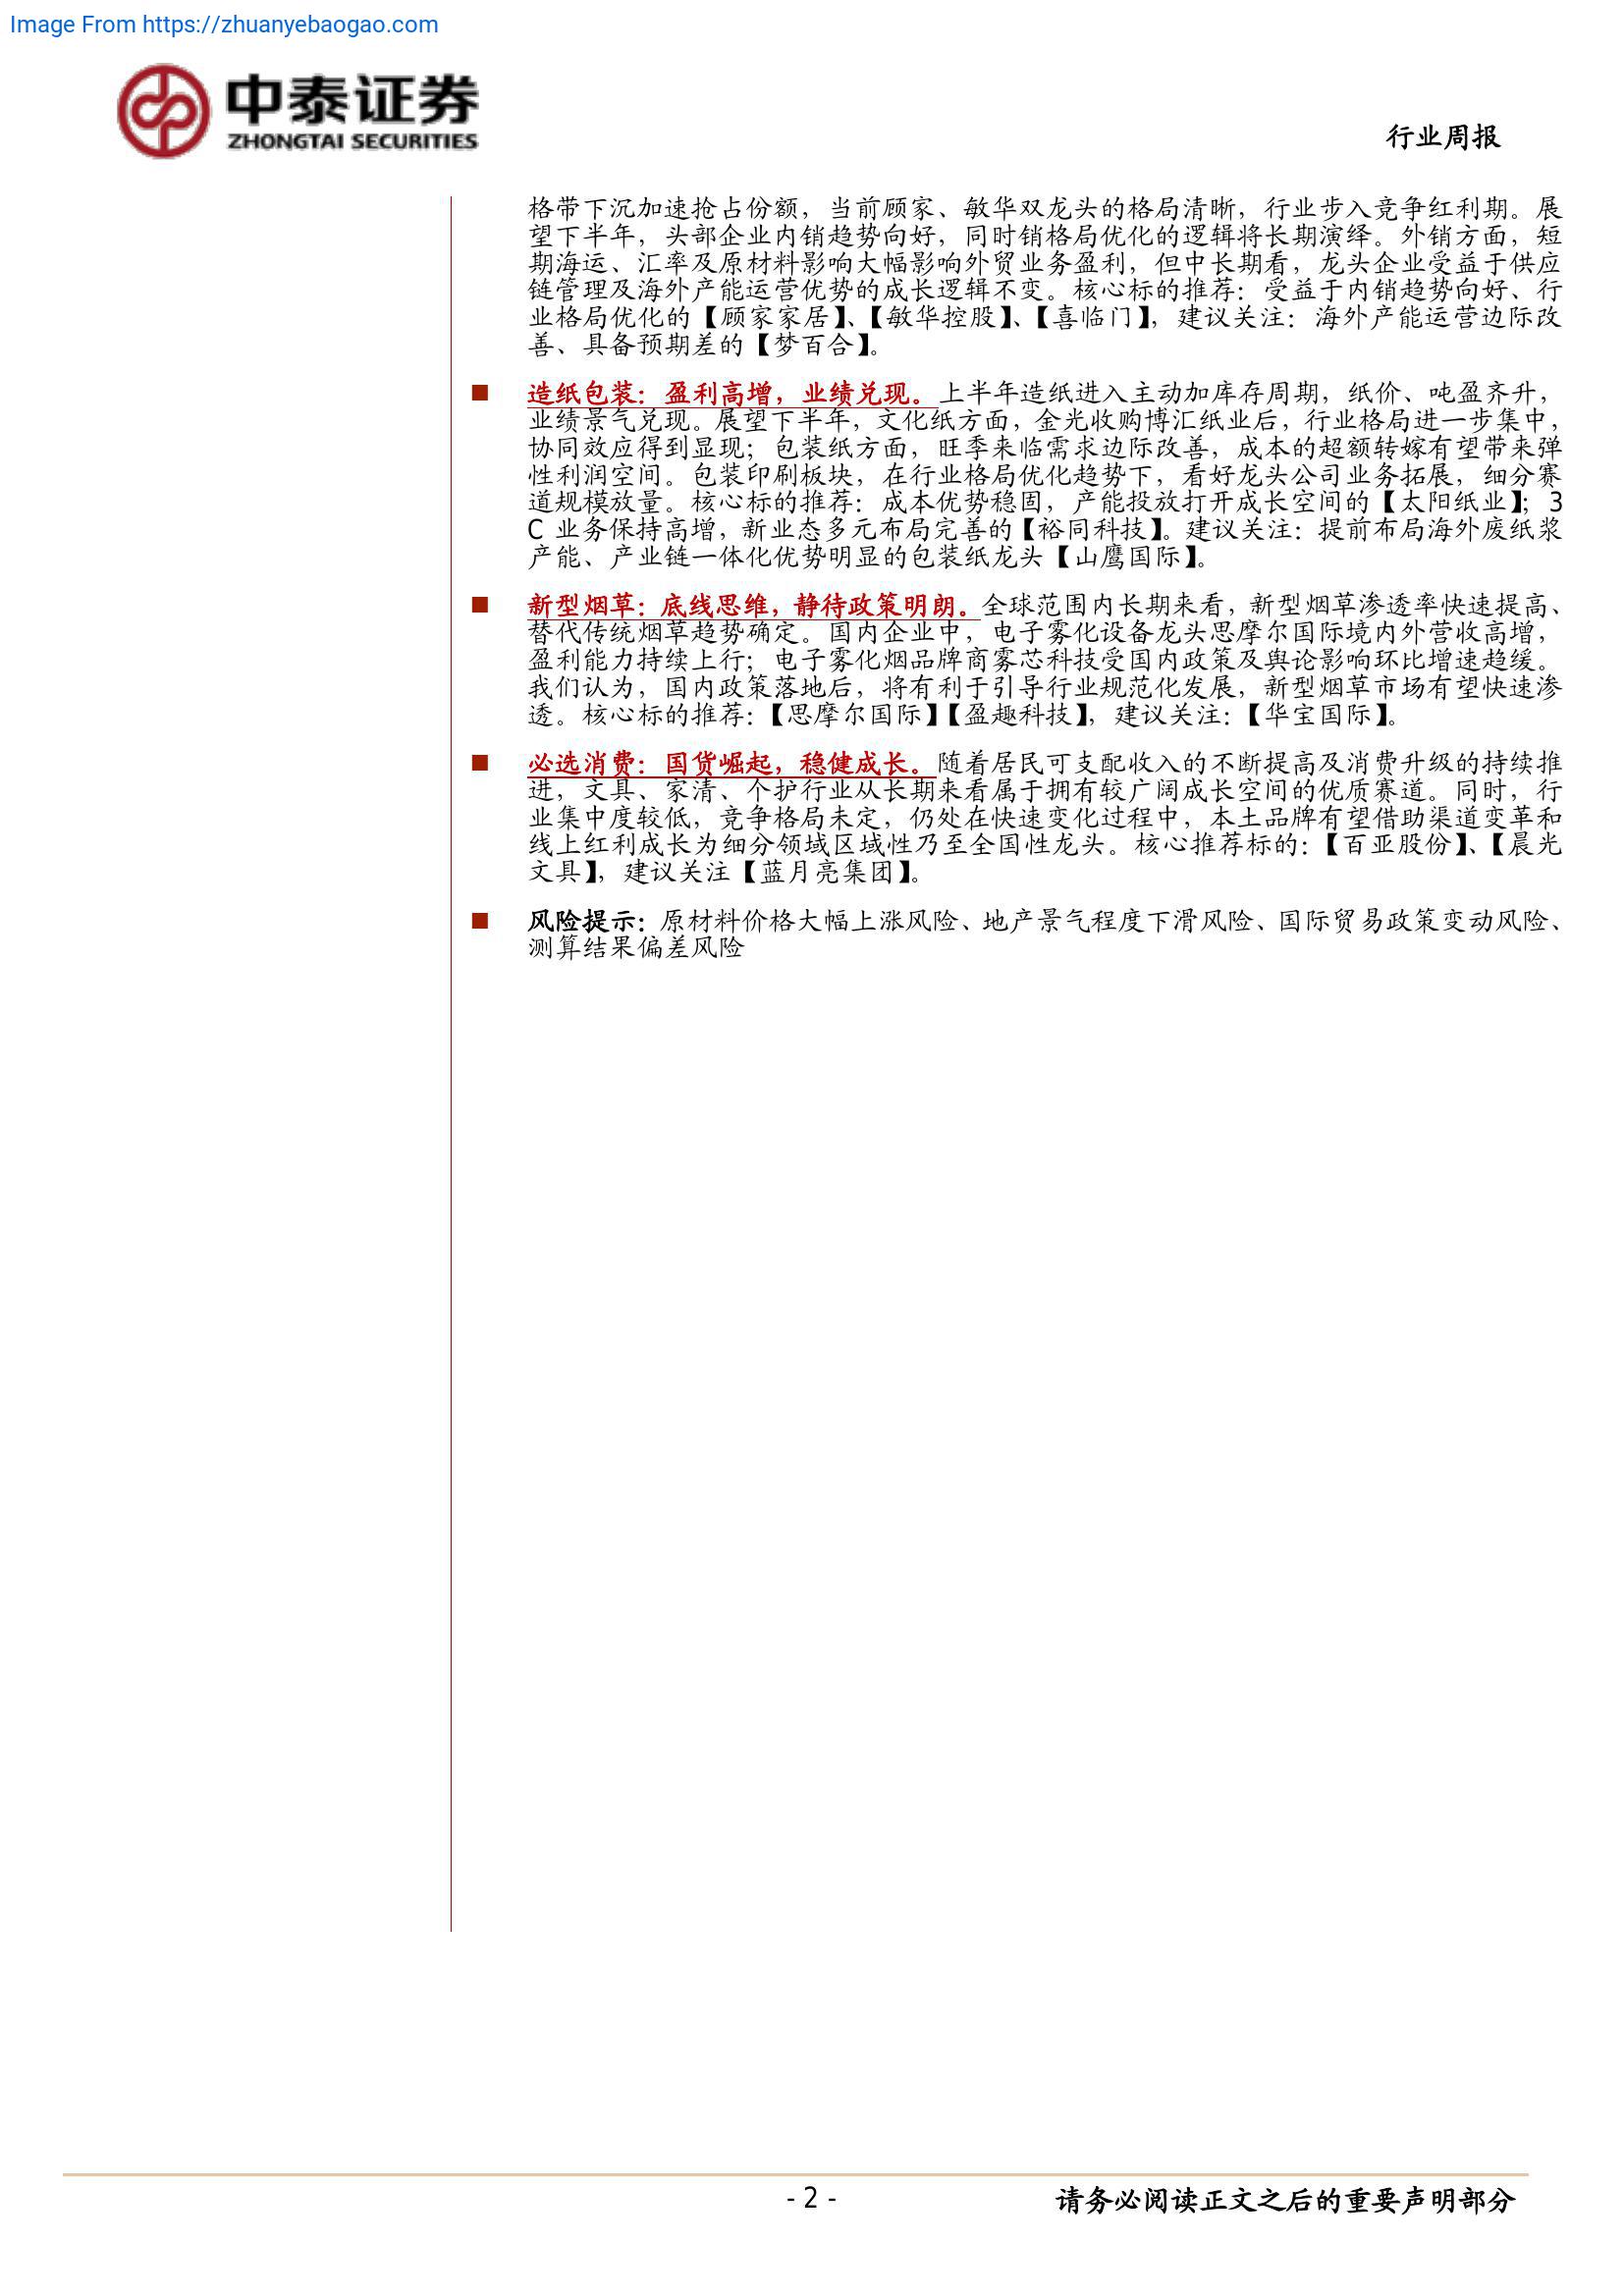 Image From https://zhuanyebaogao.com
中泰证券
ZHONGTAI SECURITIES
行业周报
格带下沉加速抢占份额，当前顾家、敏华双龙头的格局清晰，行业步入竞争红利期。展
望下半年，头部企业内销趋势向好，同时销格局优化的逻辑将长期演绎。外销方面，短
期海运、汇率及原材料影响大幅影响外贸业务盈利，但中长期看，龙头企业受益于供应
链管理及海外产能运营优势的成长逻辑不变。核心标的推荐：受益于内销趋势向好、行
业格局优化的【顾家家居】、【敏华控股】、【喜临门】，建议关注：海外产能运营边际改
善、具备预期差的【梦百合】。
■ 造纸包装：盈利高增，业绩兑现。上半年造纸进入主动加库存周期，纸价、吨盈齐升，
业绩景气兑现。展望下半年，文化纸方面，金光收购博汇纸业后，行业格局进一步集中，
协同效应得到显现；包装纸方面，旺季来临需求边际改善，成本的超额转嫁有望带来弹
性利润空间。包装印刷板块，在行业格局优化趋势下，看好龙头公司业务拓展，细分赛
道规模放量。核心标的推荐：成本优势稳固，产能投放打开成长空间的【太阳纸业】；3
C 业务保持高增，新业态多元布局完善的【裕同科技】。建议关注：提前布局海外废纸浆
产能、产业链一体化优势明显的包装纸龙头【山鹰国际】。
■ 新型烟草：底线思维，静待政策明朗。全球范围内长期来看，新型烟草渗透率快速提高、
替代传统烟草趋势确定。国内企业中，电子雾化设备龙头思摩尔国际境内外营收高增，
盈利能力持续上行；电子雾化烟品牌商雾芯科技受国内政策及舆论影响环比增速趋缓。
我们认为，国内政策落地后，将有利于引导行业规范化发展，新型烟草市场有望快速渗
透。核心标的推荐：【思摩尔国际】【盈趣科技】，建议关注：【华宝国际】。
■ 必选消费：国货崛起，稳健成长。随着居民可支配收入的不断提高及消费升级的持续推
进，文具、家清、个护行业从长期来看属于拥有较广阔成长空间的优质赛道。同时，行
业集中度较低，竞争格局未定，仍处在快速变化过程中，本土品牌有望借助渠道变革和
线上红利成长为细分领域区域性乃至全国性龙头。核心推荐标的：【百亚股份】、【晨光
文具】，建议关注【蓝月亮集团】。
■ 风险提示：原材料价格大幅上涨风险、地产景气程度下滑风险、国际贸易政策变动风险、
测算结果偏差风险
- 2 -
请务必阅读正文之后的重要声明部分